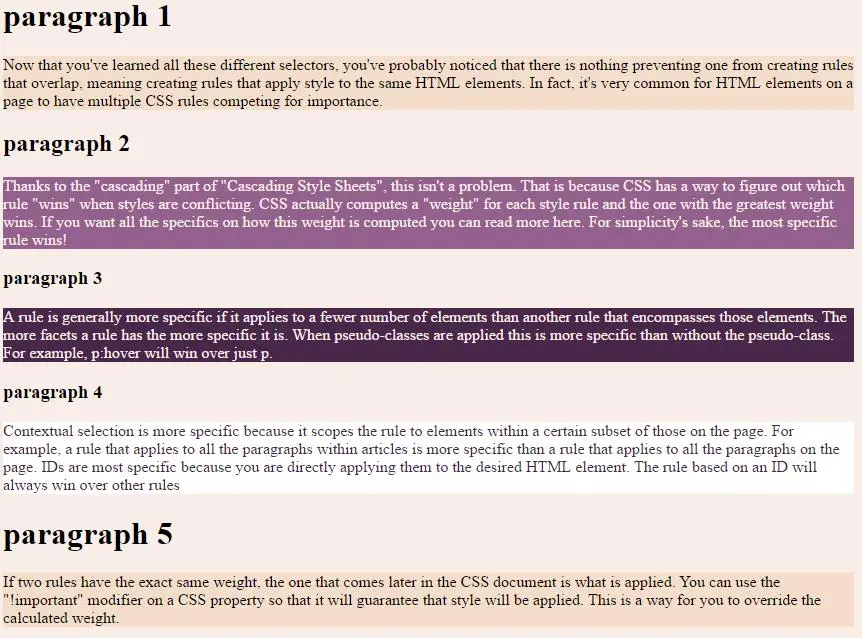 paragraph 1
Now that you've learned all these different selectors, you've probably noticed that there is nothing preventing one from creating rules
that overlap, meaning creating rules that apply style to the same HTML elements. In fact, it's very common for HTML elements on a
page to have multiple CSS rules competing for importance.
paragraph 2
Thanks to the "cascading" part of "Cascading Style Sheets", this isn't a problem. That is because CSS has a way to figure out which
rule "wins" when styles are conflicting. CSS actually computes a "weight" for each style rule and the one with the greatest weight
wins. If you want all the specifics on how this weight is computed you can read more here. For simplicity's sake, the most specific
rule wins!
paragraph 3
A rule is generally more specific if it applies to a fewer number of elements than another rule that encompasses those elements. The
more facets a rule has the more specific it is. When pseudo-classes are applied this is more specific than without the pseudo-class.
For example, p:hover will win over just p.
paragraph 4
Contextual selection is more specific because it scopes the rule to elements within a certain subset of those on the page. For
example, a rule that applies to all the paragraphs within articles is more specific than a rule that applies to all the paragraphs on the
page. IDs are most specific because you are directly applying them to the desired HTML element. The rule based on an ID will
always win over other rules
paragraph 5
If two rules have the exact same weight, the one that comes later in the CSS document is what is applied. You can use the
"!important" modifier on a CSS property so that it will guarantee that style will be applied. This is a way for you to override the
calculated weight.